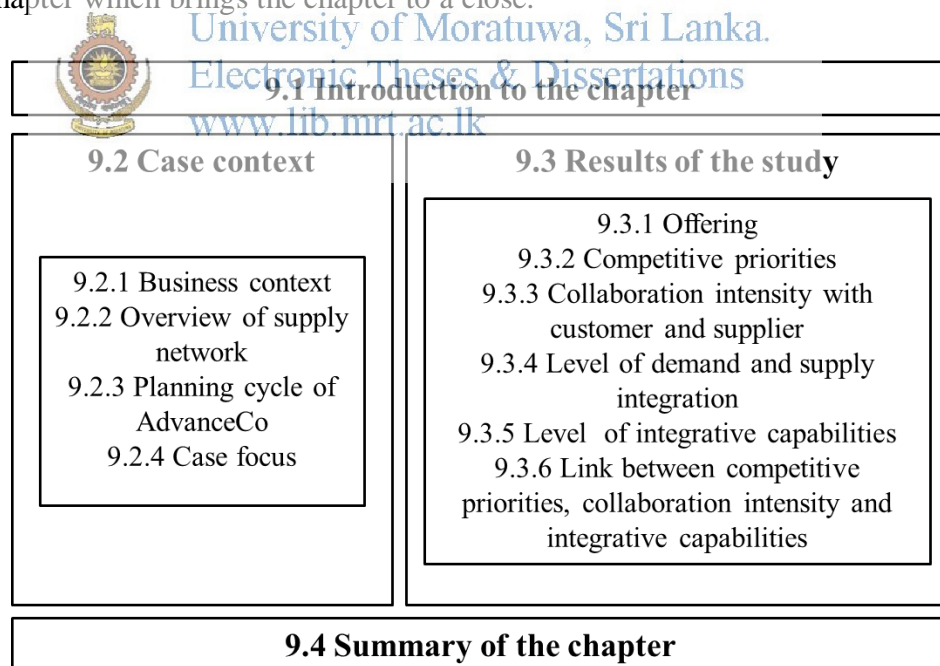 hapter which brings the chapter to a close.
University of Moratuwa, Sri Lanka.
Electronic Theses & Dissertations
www.lib.mrt.ac.lk
9.1 Introduction to the chapter
9.2 Case context
9.2.1 Business context
9.2.2 Overview of supply
network
9.2.3 Planning cycle of
AdvanceCo
9.2.4 Case focus
9.3 Results of the study
9.3.1 Offering
9.3.2 Competitive priorities
9.3.3 Collaboration intensity with
customer and supplier
9.3.4 Level of demand and supply
integration
9.3.5 Level of integrative capabilities
9.3.6 Link between competitive
priorities, collaboration intensity and
integrative capabilities
9.4 Summary of the chapter